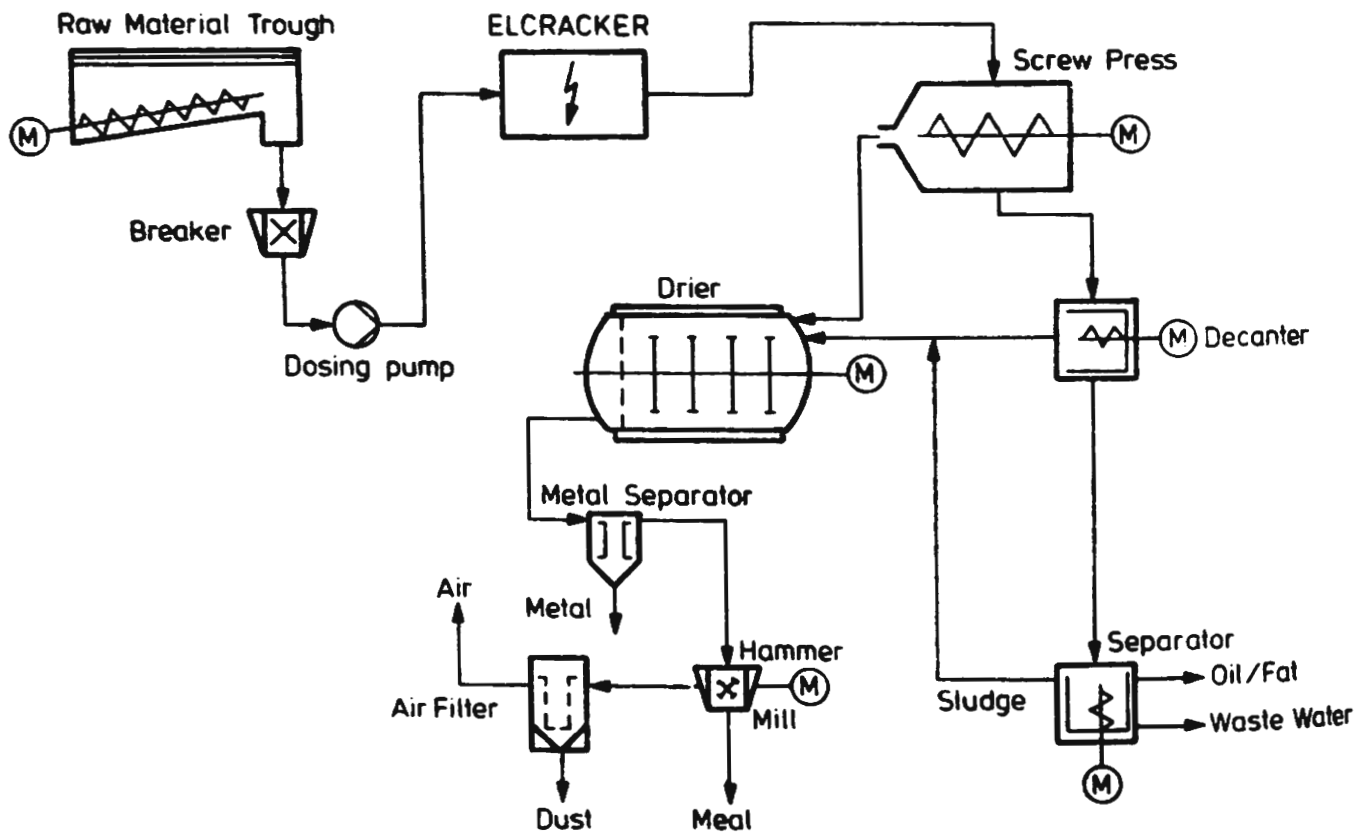 Raw Material Trough
ELCRACKER
Screw Press
M
M
Breaker
Drier
Dosing pump
M
M
Decanter
Metal Separator
Air
Metal
Hammer
Separator
M
Oil/Fat
Air Filter
Mill
Sludge
Waste Water
M
Dust
Meal